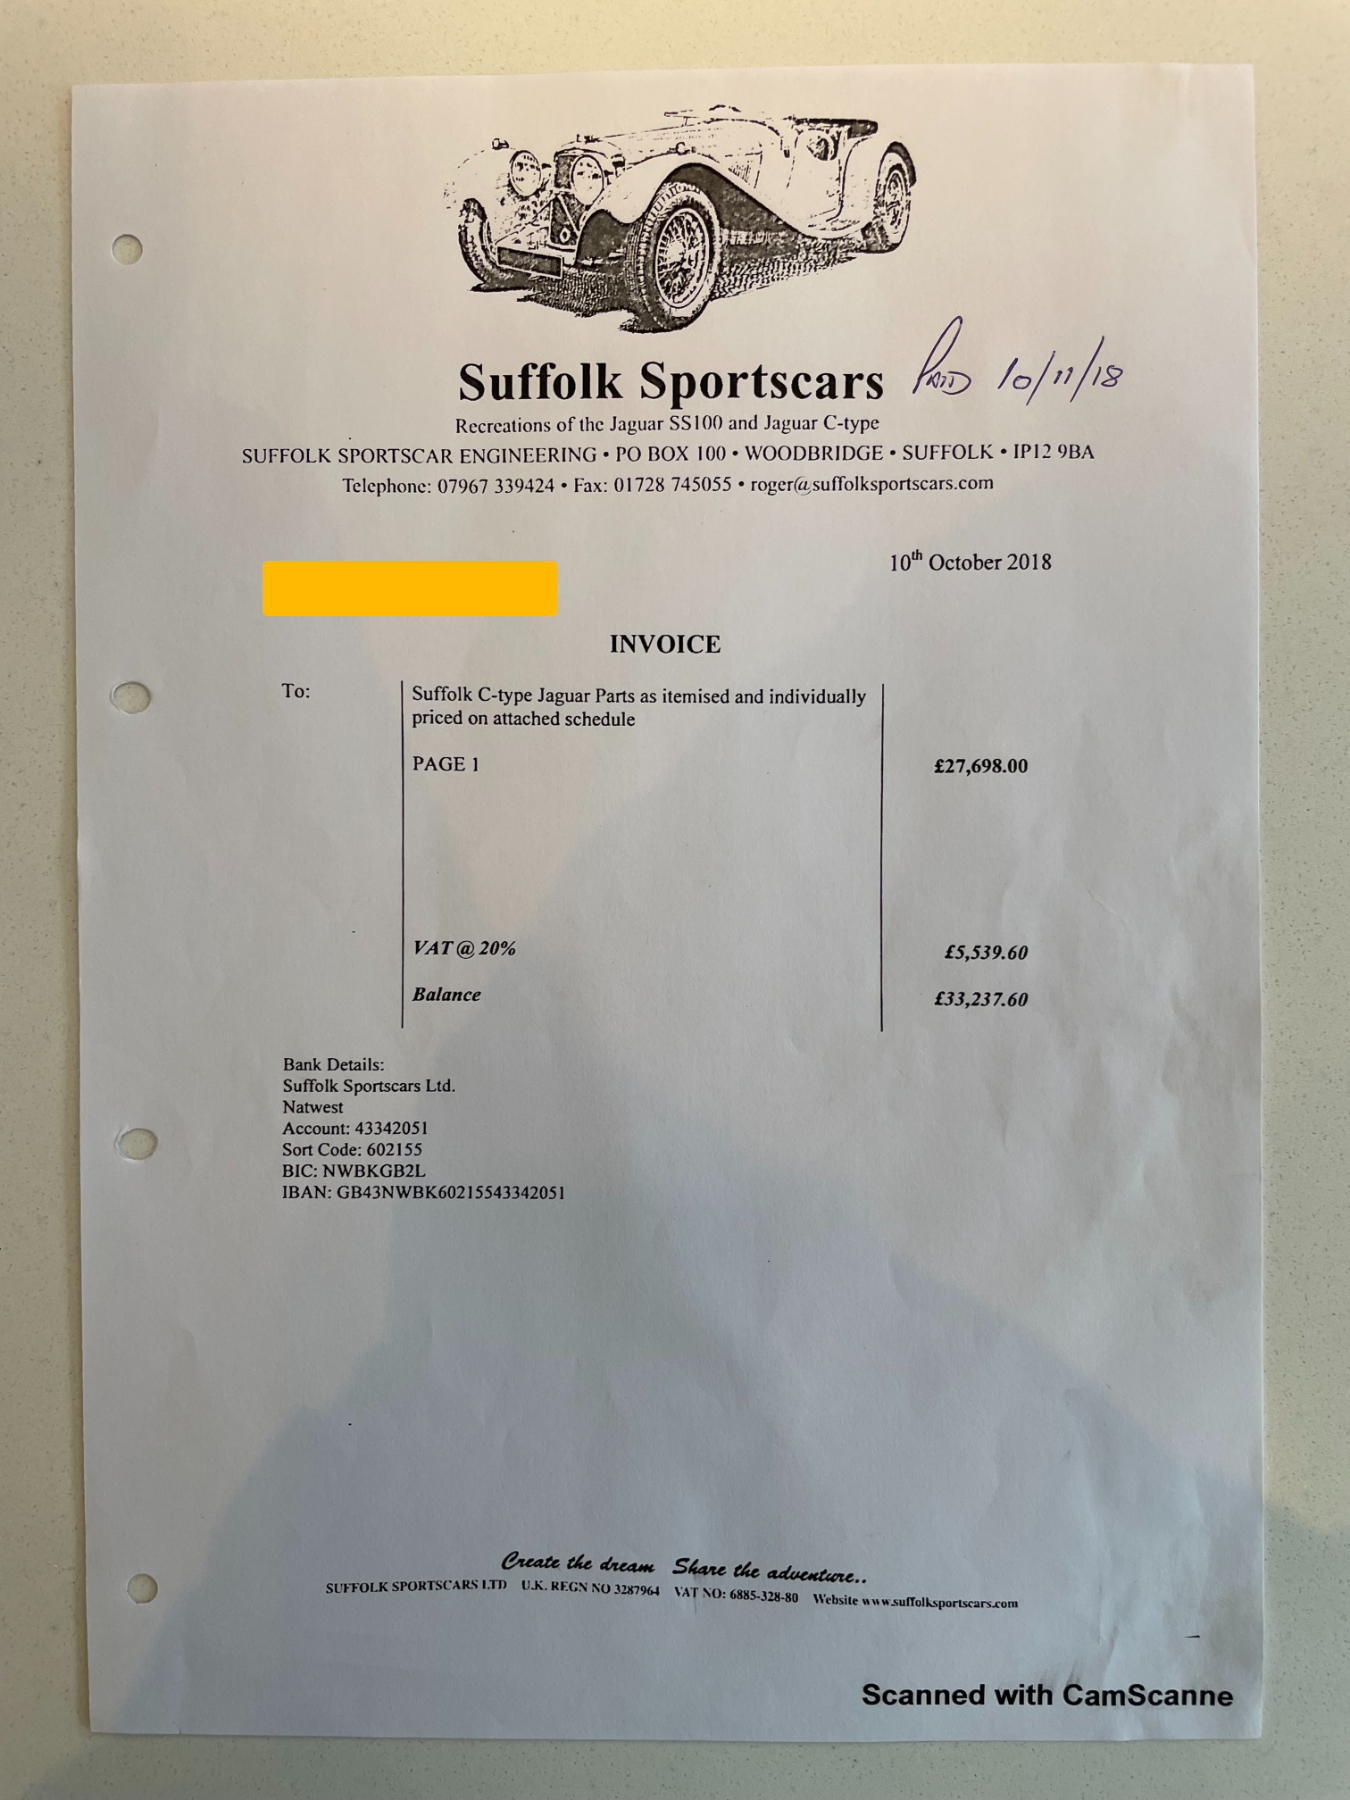 Suffolk Sportscars PAID 10/11/18
Recreations of the Jaguar SS100 and Jaguar C-type
SUFFOLK SPORTSCAR ENGINEERING • PO BOX 100 • WOODBRIDGE • SUFFOLK • IP12 9BA
Telephone: 07967 339424 • Fax: 01728 745055 • roger@suffolksportscars.com
10th October 2018
INVOICE
To:
Suffolk C-type Jaguar Parts as itemised and individually
priced on attached schedule
PAGE 1 £27,698.00
VAT @ 20% £5,539.60
Balance £33,237.60
Bank Details:
Suffolk Sportscars Ltd.
Natwest
Account: 43342051
Sort Code: 602155
BIC: NWBKGB2L
IBAN: GB43NWBK60215543342051
Create the dream Share the adventure..
SUFFOLK SPORTSCARS LTD U.K. REGN NO 3287964 VAT NO: 6885-328-80 Website www.suffolksportscars.com
Scanned with CamScanne